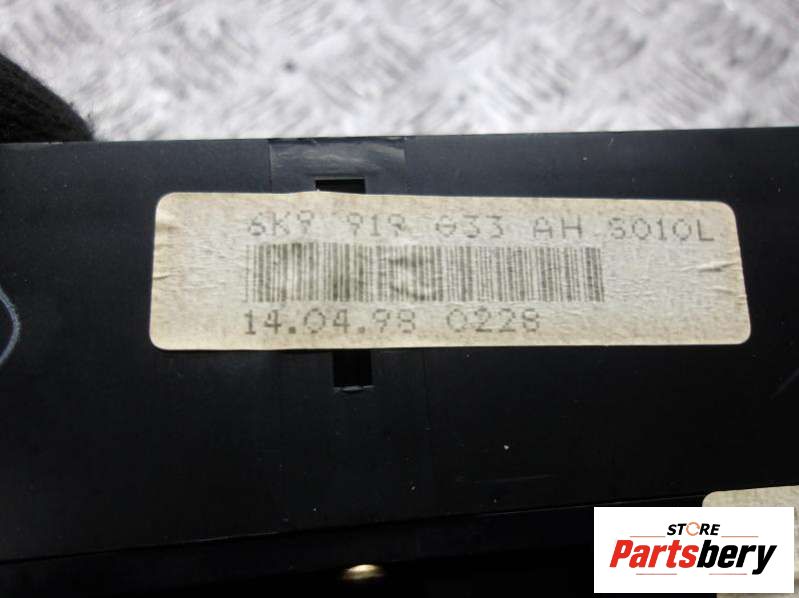 6K9 919 033 AH S010L
14.04.98 0228
STORE
Partsbery